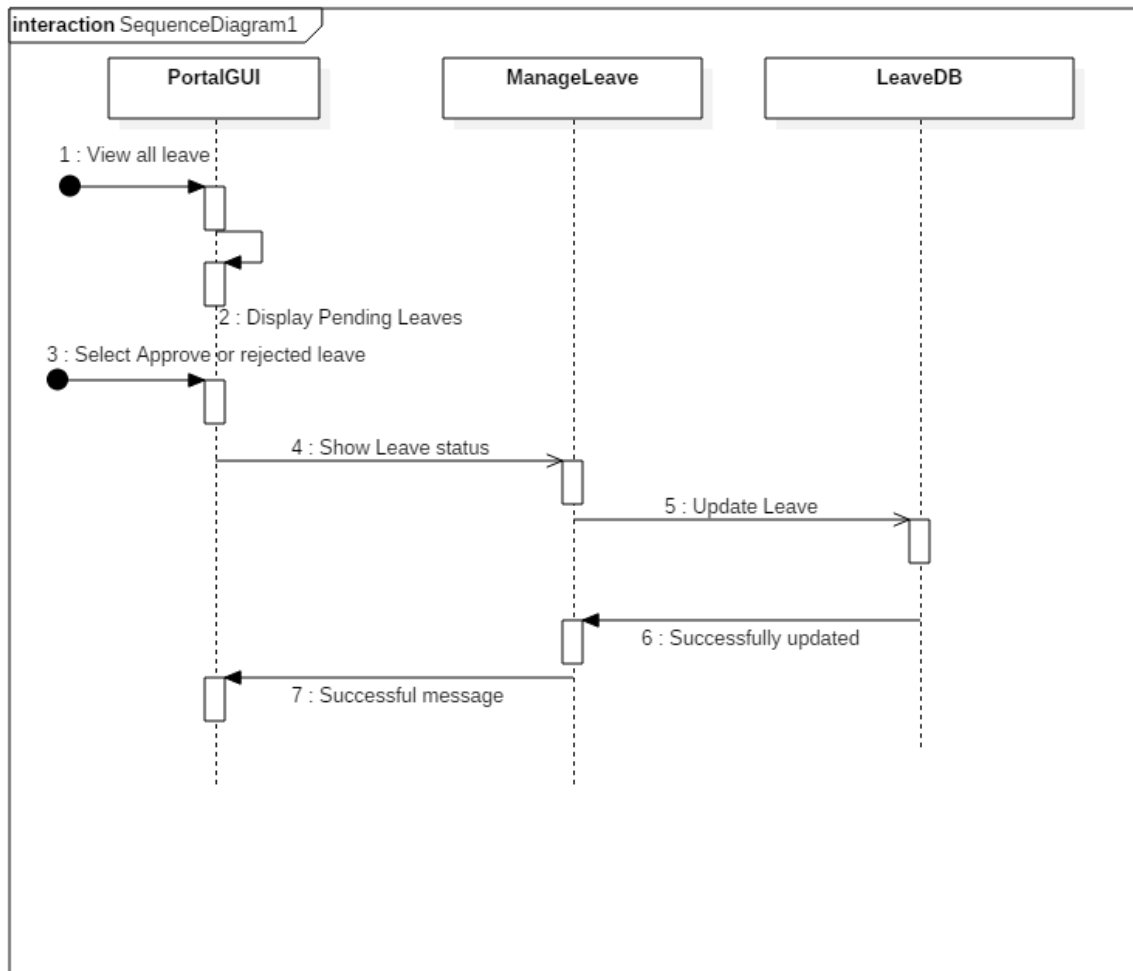 interaction SequenceDiagram1
PortalGUI
ManageLeave
LeaveDB
1 : View all leave
2 : Display Pending Leaves
3 : Select Approve or rejected leave
4 : Show Leave status
5 : Update Leave
6 : Successfully updated
7 : Successful message